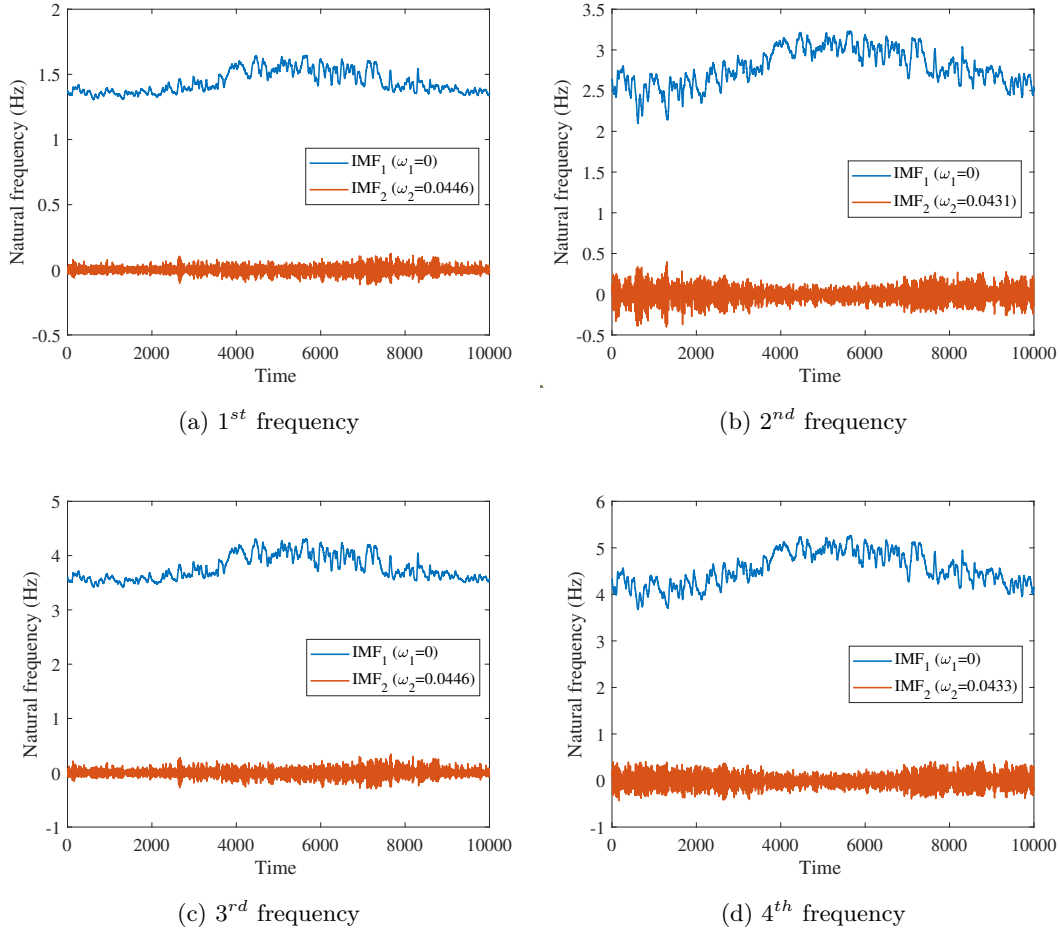 2
1.5
1
0.5
0
-0.5
Natural frequency (Hz)
IMF₁ (ω₁=0)
IMF₂ (ω₂=0.0446)
0 2000 4000 6000 8000 10000
Time
(a) 1ˢᵗ frequency
3.5
3
2.5
2
1.5
1
0.5
0
-0.5
Natural frequency (Hz)
IMF₁ (ω₁=0)
IMF₂ (ω₂=0.0431)
0 2000 4000 6000 8000 10000
Time
(b) 2ⁿᵈ frequency
5
4
3
2
1
0
-1
Natural frequency (Hz)
IMF₁ (ω₁=0)
IMF₂ (ω₂=0.0446)
0 2000 4000 6000 8000 10000
Time
(c) 3ʳᵈ frequency
6
5
4
3
2
1
0
-1
Natural frequency (Hz)
IMF₁ (ω₁=0)
IMF₂ (ω₂=0.0433)
0 2000 4000 6000 8000 10000
Time
(d) 4ᵗʰ frequency